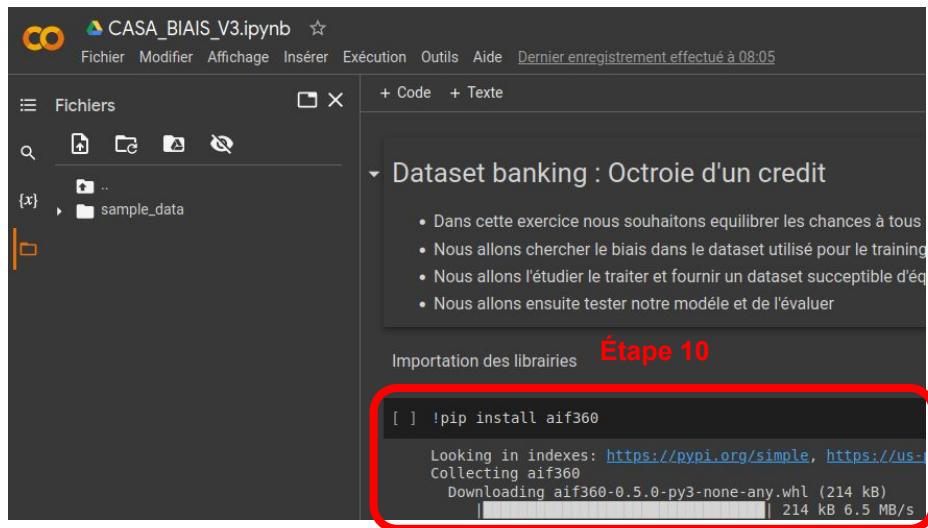 CO
CASA_BIAIS_V3.ipynb
Fichier Modifier Affichage Insérer Exécution Outils Aide Dernier enregistrement effectué à 08:05
Fichiers
+ Code + Texte
{x}
..
sample_data
Dataset banking : Octroie d'un credit
• Dans cette exercice nous souhaitons equilibrer les chances à tous
• Nous allons chercher le biais dans le dataset utilisé pour le training
• Nous allons l'étudier le traiter et fournir un dataset succeptible d'éq
• Nous allons ensuite tester notre modéle et de l'évaluer
Importation des librairies
Étape 10
[ ] !pip install aif360
Looking in indexes: https://pypi.org/simple, https://us-p
Collecting aif360
Downloading aif360-0.5.0-py3-none-any.whl (214 kB)
214 kB 6.5 MB/s